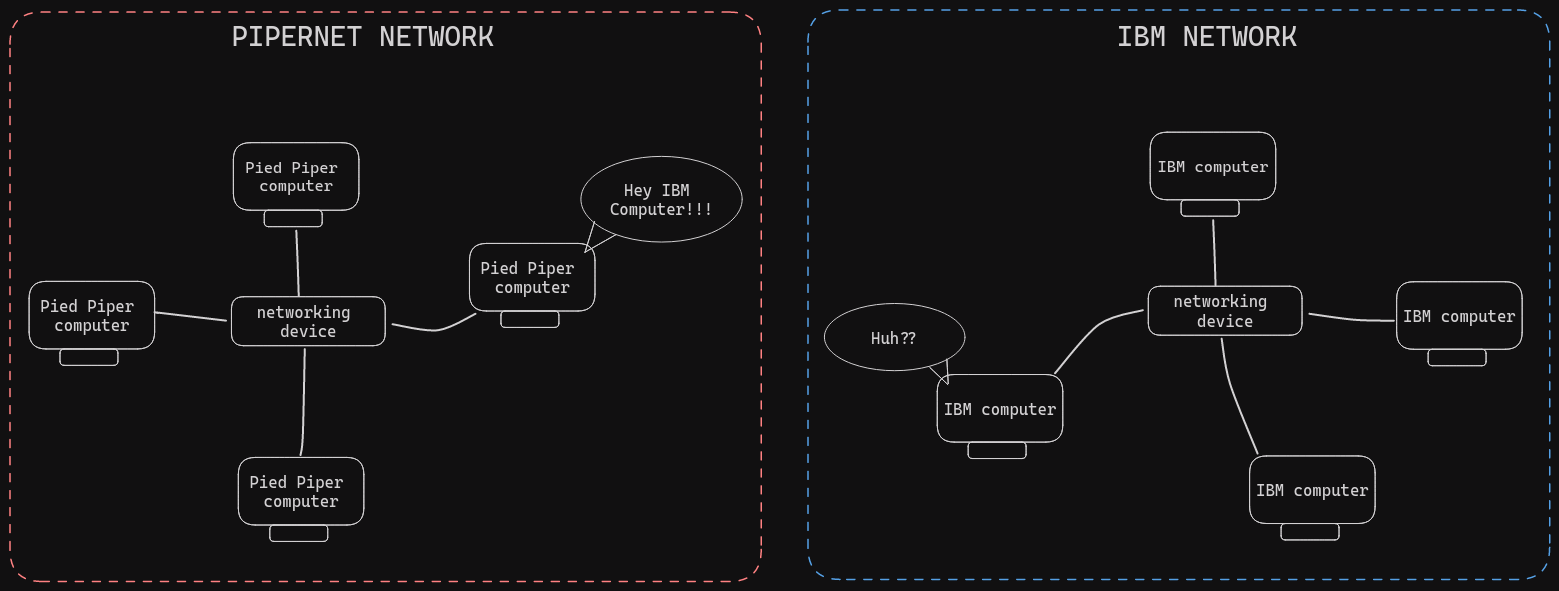 PIPERNET NETWORK
Pied Piper
computer
Hey IBM
Computer!!!
Pied Piper
computer
Pied Piper
computer
networking
device
Pied Piper
computer
IBM NETWORK
IBM computer
networking
device
IBM computer
Huh??
IBM computer
IBM computer